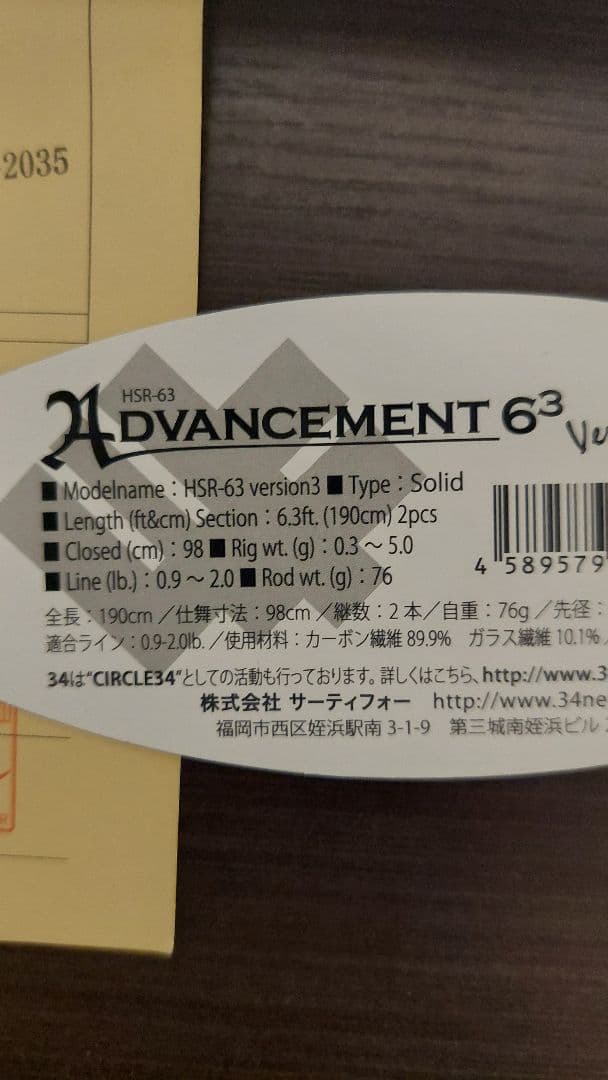 2035
HSR-63
ADVANCEMENT 6³
■ Modelname : HSR-63 version3 ■ Type : Solid
■ Length (ft&cm) Section : 6.3ft. (190cm) 2pcs
■ Closed (cm) : 98 ■ Rig wt. (g) : 0.3 ~ 5.0
■ Line (lb.) : 0.9 ~ 2.0 ■ Rod wt. (g) : 76
4 589579
全長：190cm ／仕舞寸法：98cm ／継数：2 本／自重：76g ／先径：
適合ライン：0.9-2.0lb. ／使用材料：カーボン繊維 89.9%　ガラス繊維 10.1%
34は“CIRCLE34”としての活動も行っております。詳しくはこちら、http://www.3
株式会社 サーティフォー　http://www.34ne
福岡市西区姪浜駅南 3-1-9　第三城南姪浜ビル